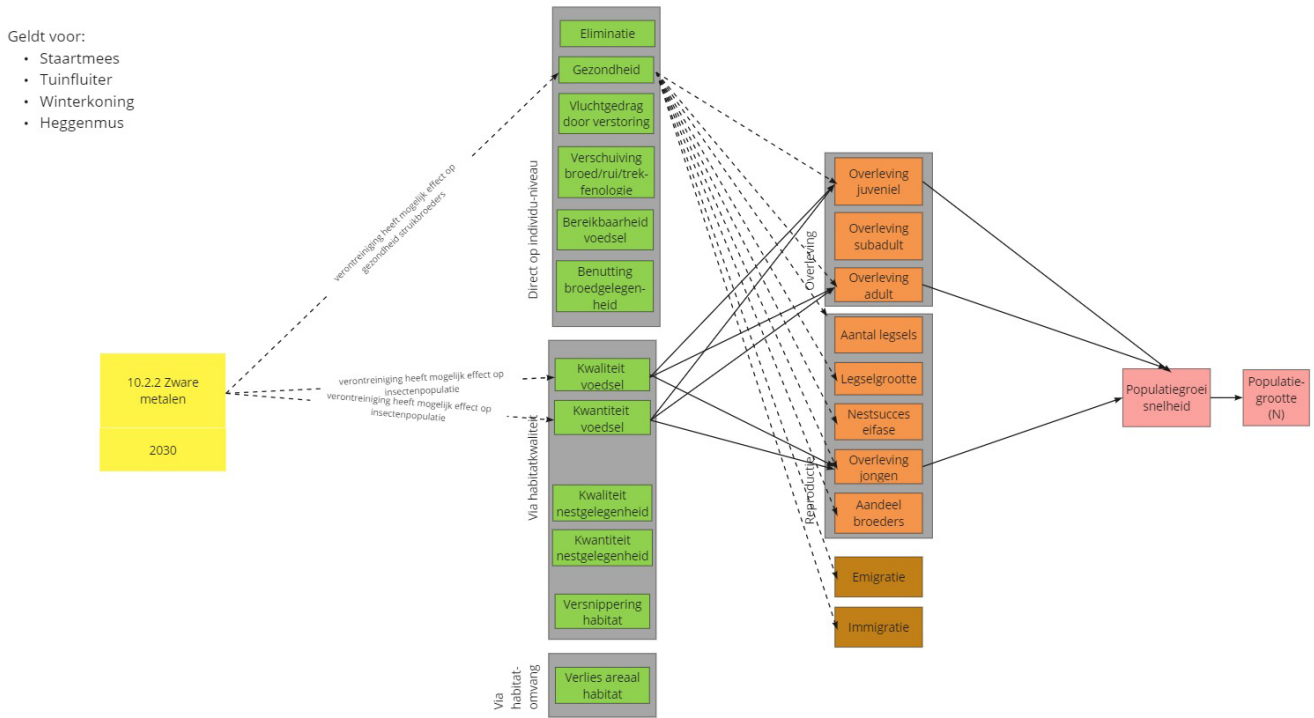 Geldt voor:
• Staartmees
• Tuinfluiter
• Winterkoning
• Heggenmus
10.2.2 Zware
metalen
2030
verontreiniging heeft mogelijk effect op
gezondheid struikbroeders
verontreiniging heeft mogelijk effect op
insectenpopulatie
verontreiniging heeft mogelijk effect op
insectenpopulatie
Direct op individu-niveau
Eliminatie
Gezondheid
Vluchtgedrag
door verstoring
Verschuiving
broed/rui/trek-
fenologie
Bereikbaarheid
voedsel
Benutting
broedgelegen-
heid
Via habitatkwaliteit
Kwaliteit
voedsel
Kwantiteit
voedsel
Kwaliteit
nestgelegenheid
Kwantiteit
nestgelegenheid
Versnippering
habitat
Via
habitat-
omvang
Verlies areaal
habitat
Overleving
Overleving
juveniel
Overleving
subadult
Overleving
adult
Reproductie
Aantal legsels
Legselgrootte
Nestsucces
eifase
Overleving
jongen
Aandeel
broeders
Emigratie
Immigratie
Populatiegroei
snelheid
Populatie-
grootte
(N)